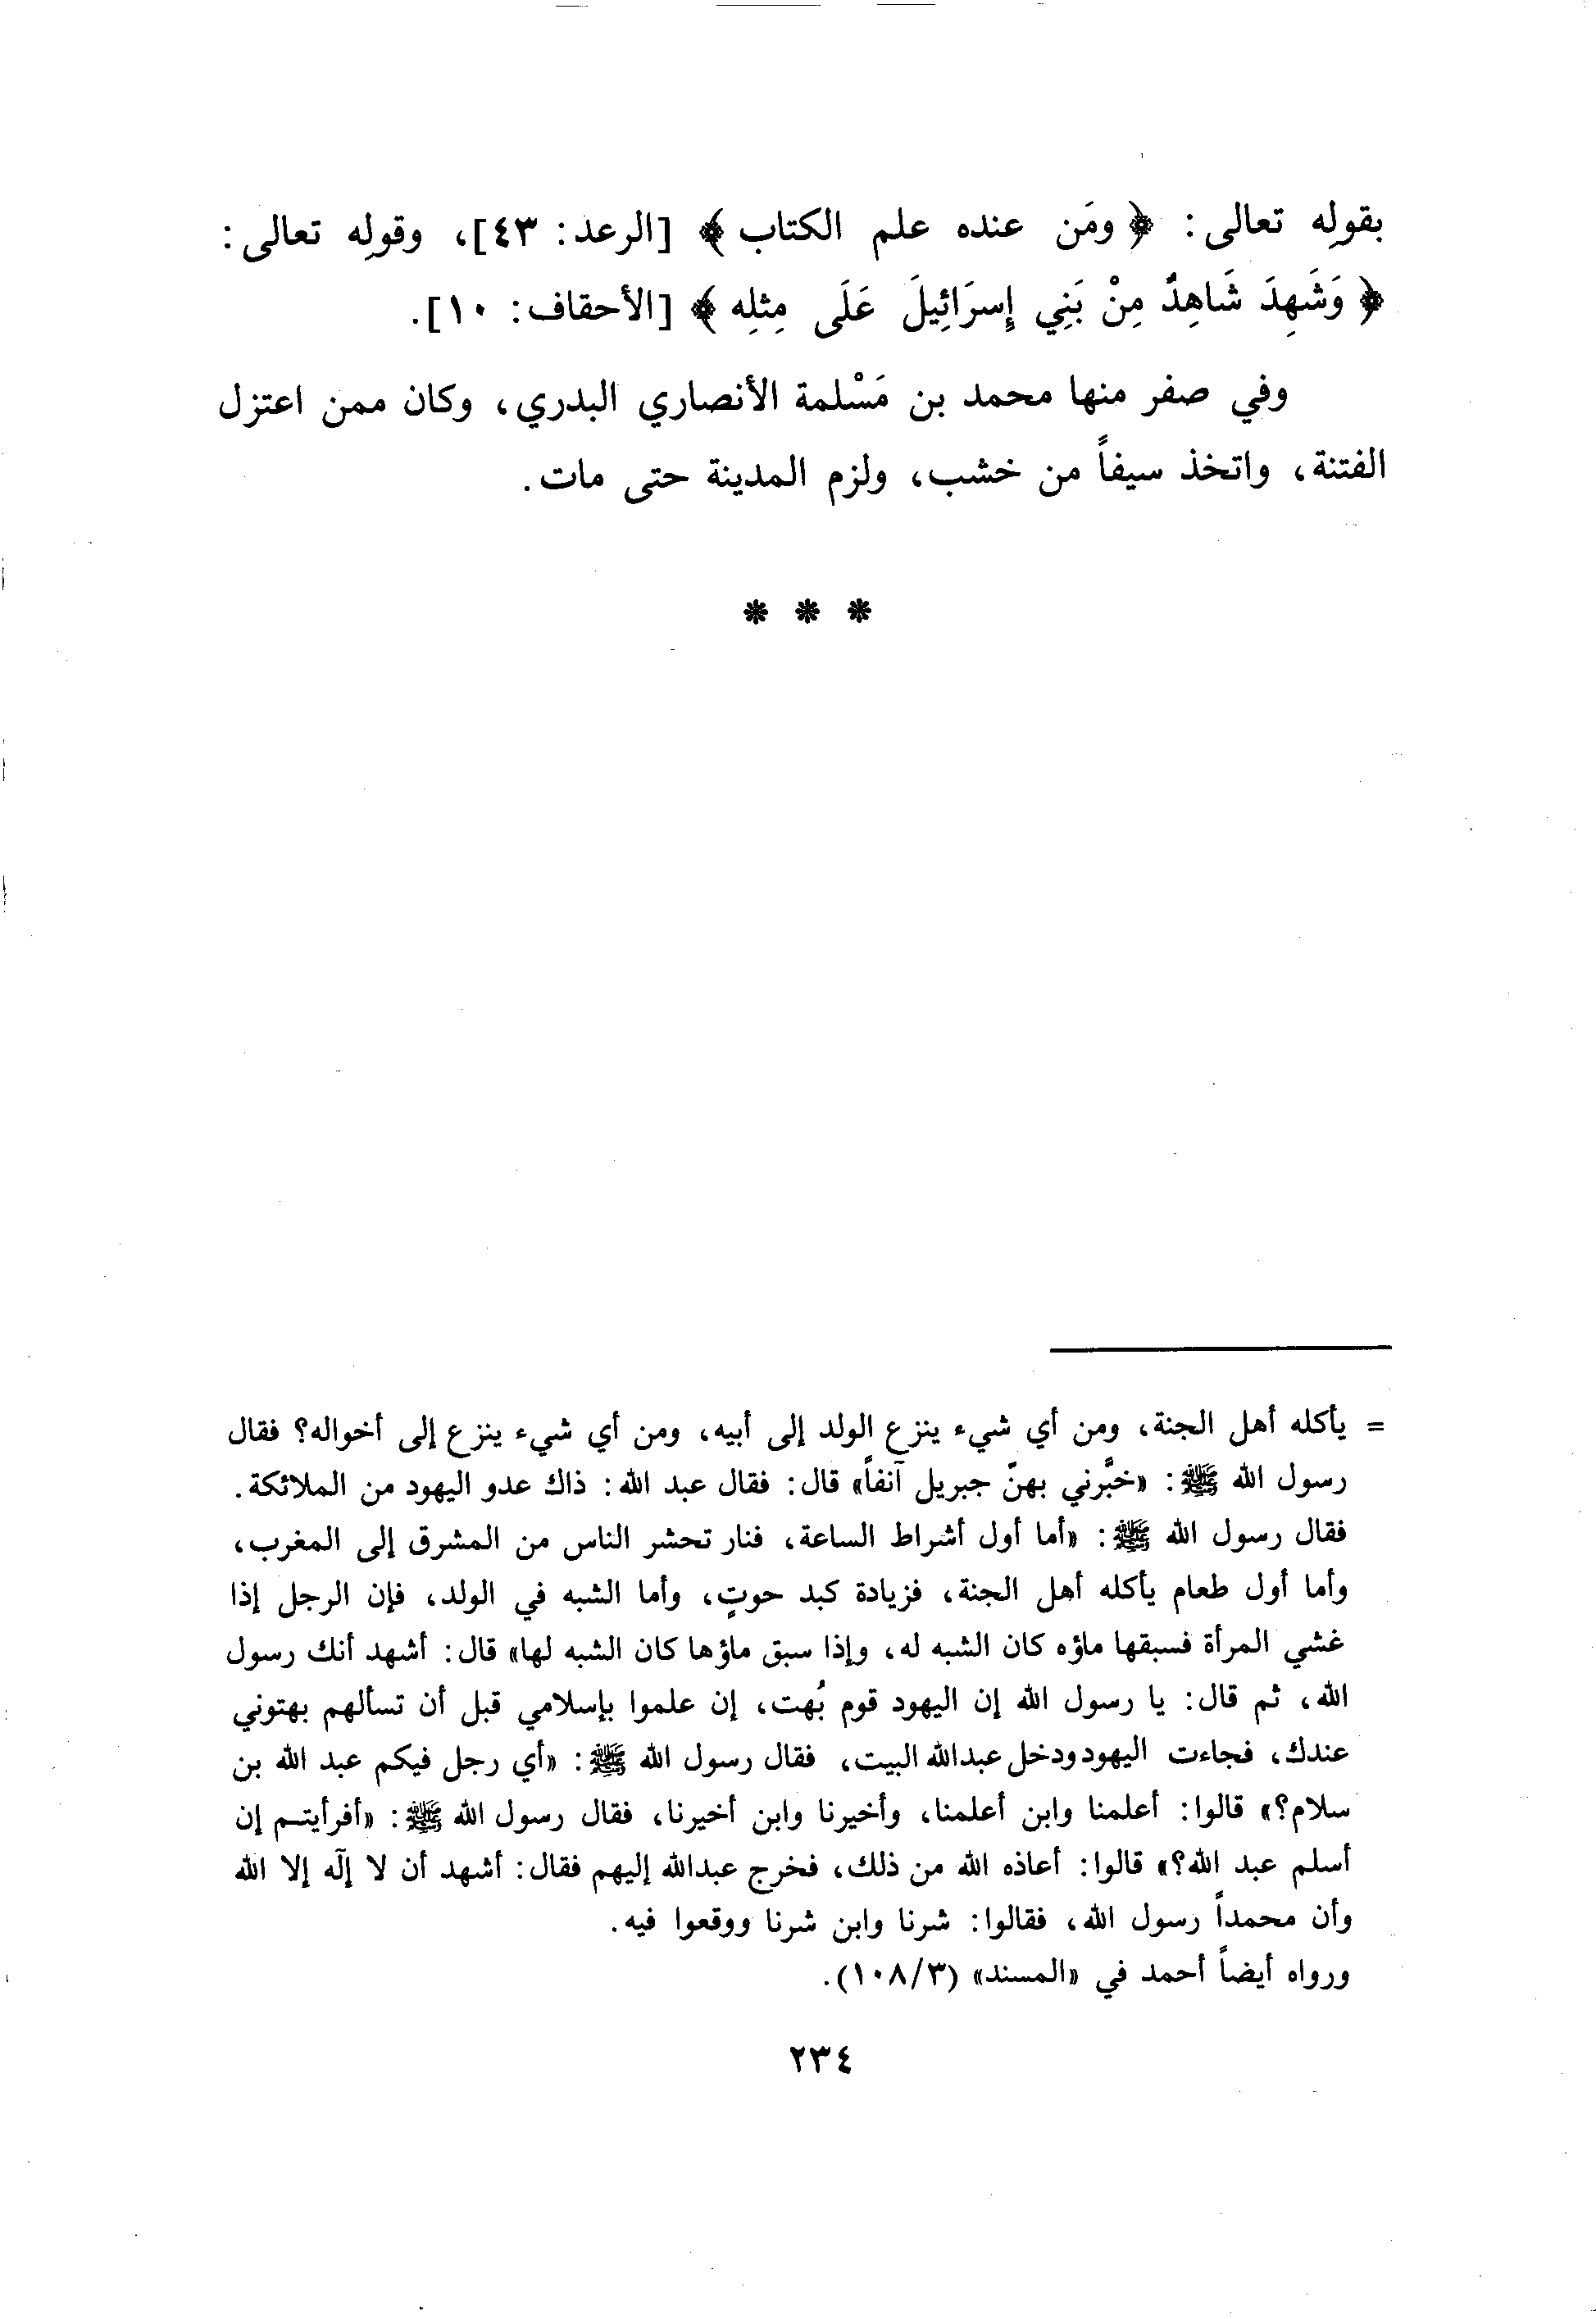 بقولِه تعالى: ﴿ ومَن عنده علم الكتاب ﴾ [الرعد: ٤٣]، وقولِه تعالى:
﴿ وَشَهِدَ شَاهِدٌ مِنْ بَنِي إِسرَائِيلَ عَلَى مِثلِه ﴾ [الأحقاف: ١٠].
وفي صفر منها محمد بن مَسْلمة الأنصاري البدري، وكان ممن اعتزل
الفتنة، واتخذ سيفاً من خشب، ولزم المدينة حتى مات.
* * *
= يأكله أهل الجنة، ومن أي شيء ينزع الولد إلى أبيه، ومن أي شيء ينزع إلى أخواله؟ فقال
رسول الله ﷺ: «خبَّرني بهنّ جبريل آنفاً» قال: فقال عبد الله: ذاك عدو اليهود من الملائكة.
فقال رسول الله ﷺ: «أما أول أشراط الساعة، فنار تحشر الناس من المشرق إلى المغرب،
وأما أول طعام يأكله أهل الجنة، فزيادة كبد حوتٍ، وأما الشبه في الولد، فإن الرجل إذا
غشي المرأة فسبقها ماؤه كان الشبه له، وإذا سبق ماؤها كان الشبه لها» قال: أشهد أنك رسول
الله، ثم قال: يا رسول الله إن اليهود قوم بُهت، إن علموا بإسلامي قبل أن تسألهم بهتوني
عندك، فجاءت اليهود ودخل عبدالله البيت، فقال رسول الله ﷺ: «أي رجل فيكم عبد الله بن
سلام؟» قالوا: أعلمنا وابن أعلمنا، وأخيرنا وابن أخيرنا، فقال رسول الله ﷺ: «أفرأيتم إن
أسلم عبد الله؟» قالوا: أعاذه الله من ذلك، فخرج عبدالله إليهم فقال: أشهد أن لا إلٓه إلا الله
وأن محمداً رسول الله، فقالوا: شرنا وابن شرنا ووقعوا فيه.
ورواه أيضاً أحمد في «المسند» (١٠٨/٣).
٢٣٤